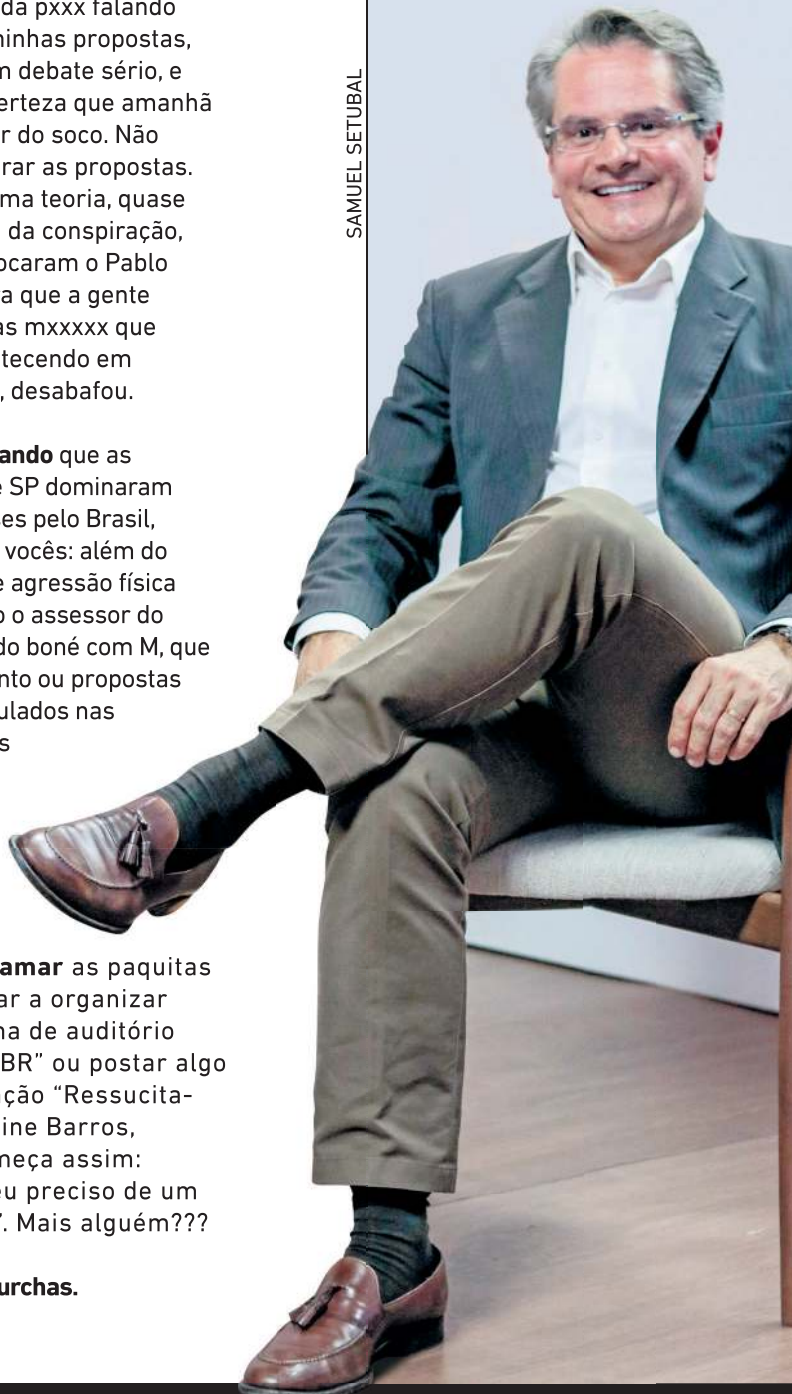 da pxxx falando
ninhas propostas,
m debate sério, e
erteza que amanhã
r do soco. Não
rar as propostas.
ma teoria, quase
da conspiração,
ocaram o Pablo
a que a gente
as mxxxxx que
tecendo em
, desabafou.
ando que as
e SP dominaram
ses pelo Brasil,
vocês: além do
e agressão física
o o assessor do
do boné com M, que
nto ou propostas
ulados nas
s
amar as paquitas
ar a organizar
na de auditório
BR” ou postar algo
ção “Ressucita-
ine Barros,
meça assim:
eu preciso de um
”. Mais alguém???
urchas.
SAMUEL SETUBAL